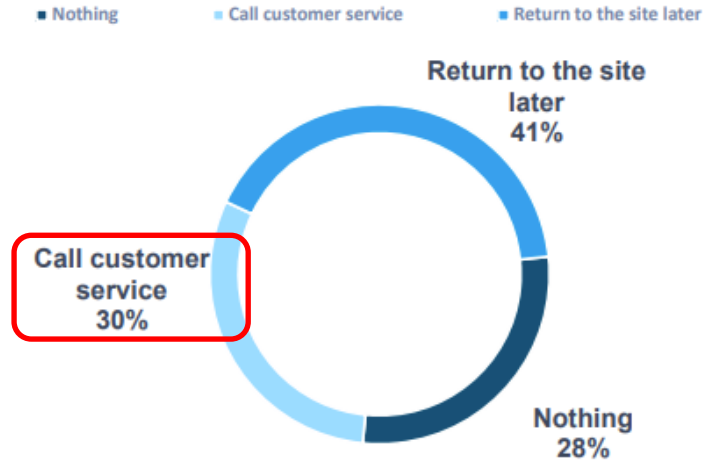 Nothing
Call customer service
Return to the site later
Return to the site
later
41%
Call customer
service
30%
Nothing
28%